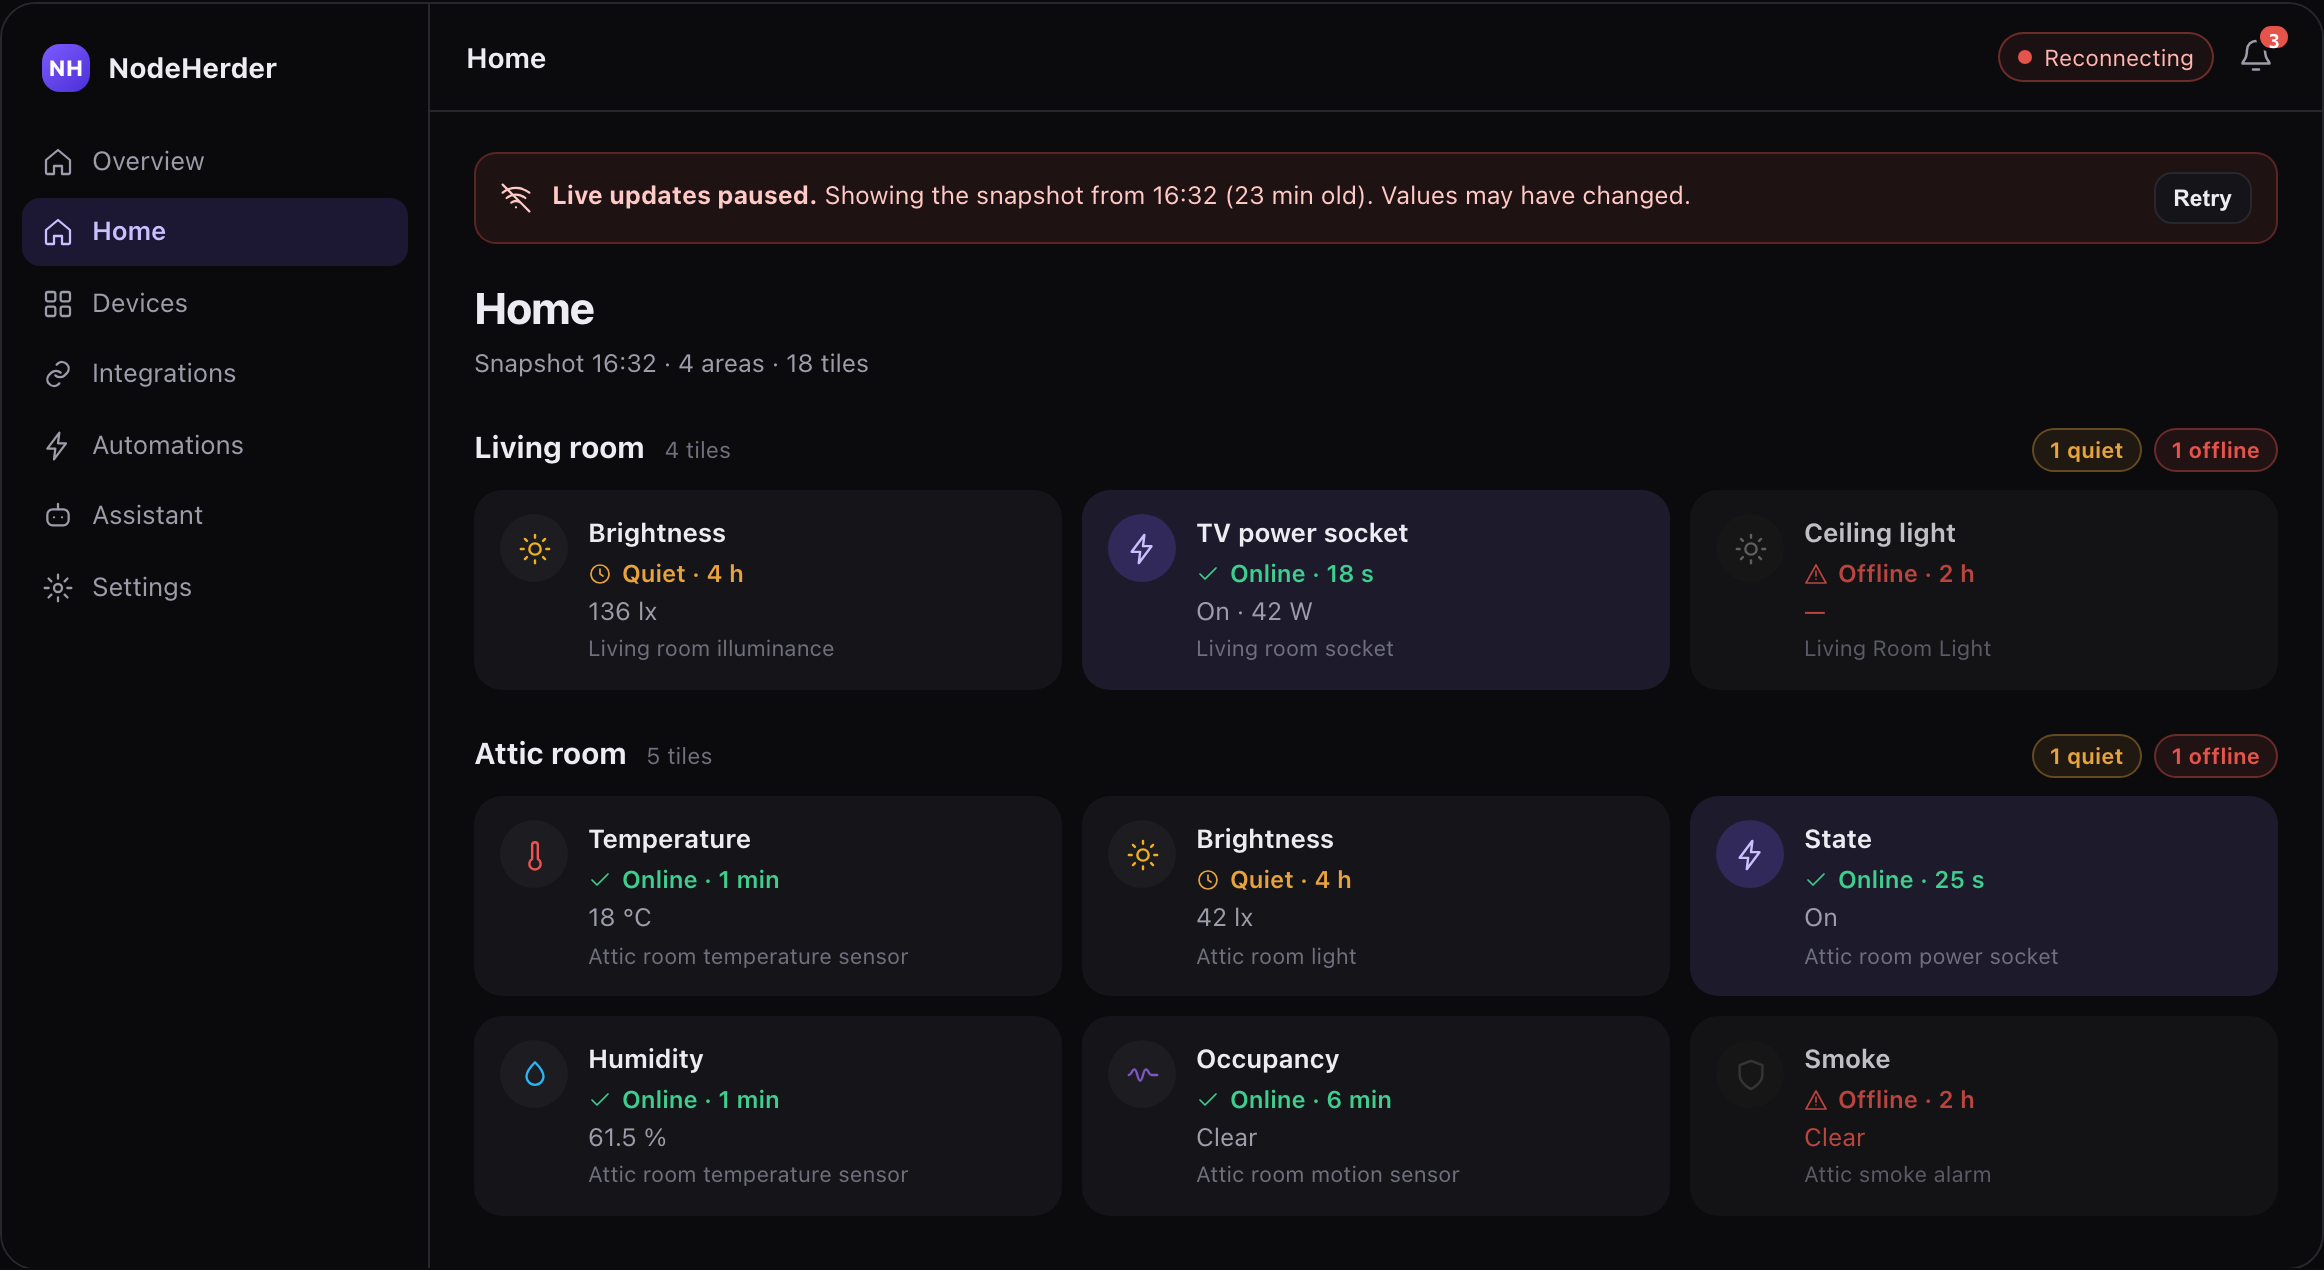 NH NodeHerder
Overview
Home
Devices
Integrations
Automations
Assistant
Settings
Home
Reconnecting
3
Live updates paused. Showing the snapshot from 16:32 (23 min old). Values may have changed.
Retry
Home
Snapshot 16:32 · 4 areas · 18 tiles
Living room 4 tiles
1 quiet
1 offline
Brightness
Quiet · 4 h
136 lx
Living room illuminance
TV power socket
Online · 18 s
On · 42 W
Living room socket
Ceiling light
Offline · 2 h
—
Living Room Light
Attic room 5 tiles
1 quiet
1 offline
Temperature
Online · 1 min
18 °C
Attic room temperature sensor
Brightness
Quiet · 4 h
42 lx
Attic room light
State
Online · 25 s
On
Attic room power socket
Humidity
Online · 1 min
61.5 %
Attic room temperature sensor
Occupancy
Online · 6 min
Clear
Attic room motion sensor
Smoke
Offline · 2 h
Clear
Attic smoke alarm